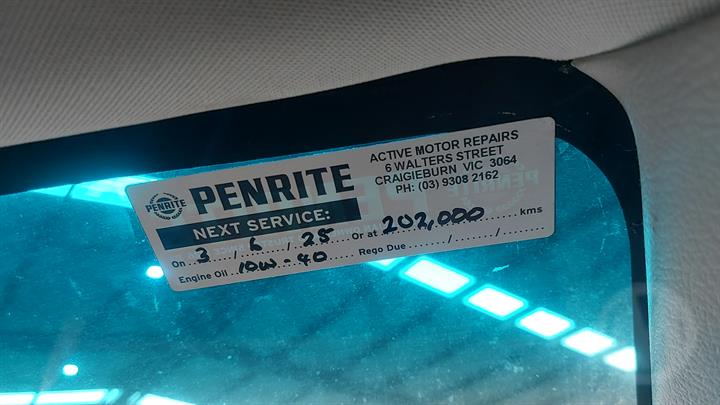 ACTIVE MOTOR REPAIRS
6 WALTERS STREET
CRAIGIEBURN VIC 3064
PH: (03) 9308 2162
PENRITE PENRITE
NEXT SERVICE:
On 3 / 6 / 25 Or at 202,000 kms
Engine Oil 10W-40 Rego Due ....../....../......